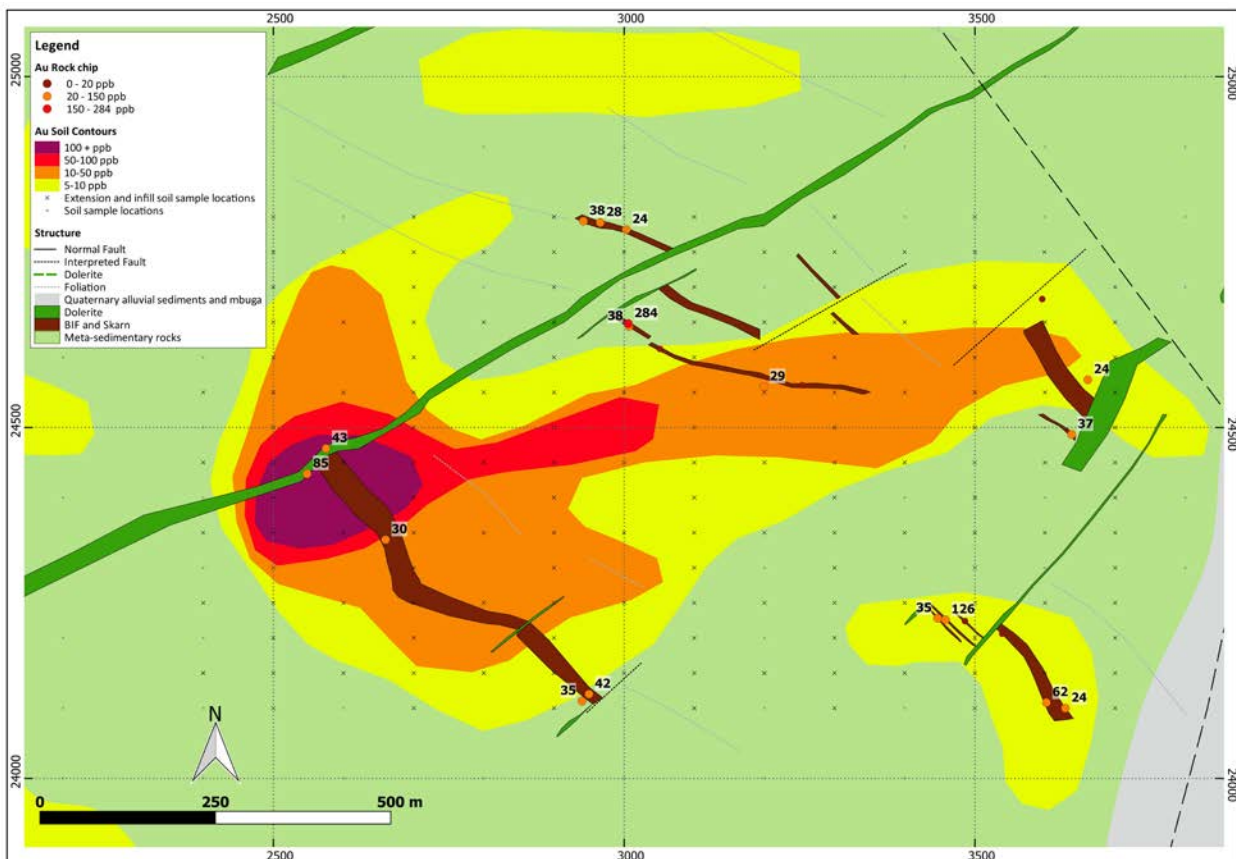 2500 3000 3500
25000 25000
Legend
Au Rock chip
0 - 20 ppb
20 - 150 ppb
150 - 284 ppb
Au Soil Contours
100 + ppb
50-100 ppb
10-50 ppb
5-10 ppb
Extension and infill soil sample locations
Soil sample locations
Structure
Normal Fault
Interpreted Fault
Dolerite
Foliation
Quaternary alluvial sediments and mbuga
Dolerite
BIF and Skarn
Meta-sedimentary rocks
38 28
24
38 284
29
24
24500 24500
43
37
85
30
35 126
42
35
62 24
N
24000 24000
0 250 500 m
2500 3000 3500